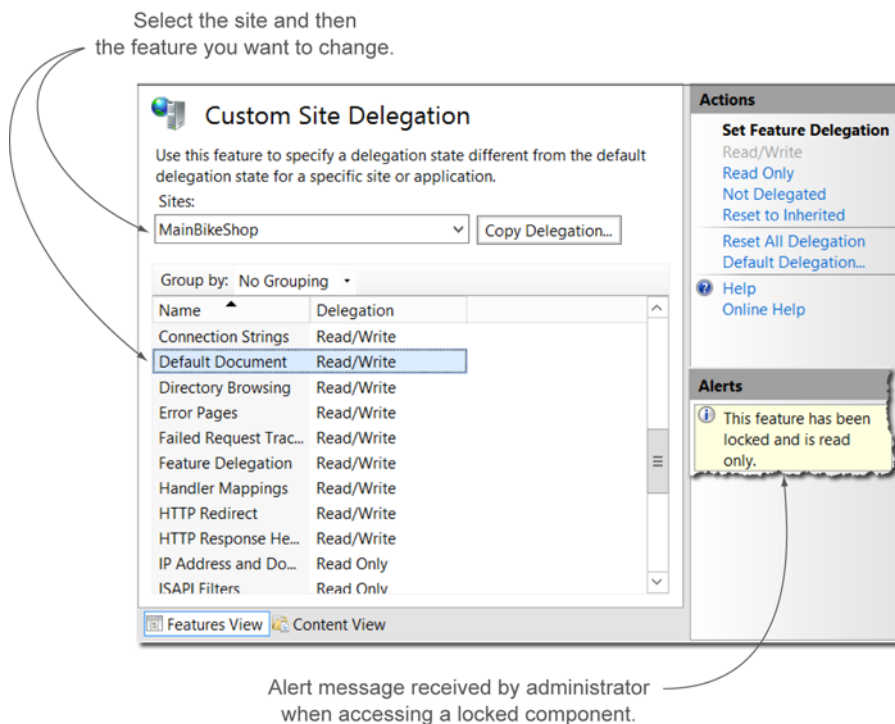 Select the site and then
the feature you want to change.
Custom Site Delegation
Use this feature to specify a delegation state different from the default
delegation state for a specific site or application.
Sites:
MainBikeShop
Copy Delegation...
Group by: No Grouping
Name Delegation
Connection Strings Read/Write
Default Document Read/Write
Directory Browsing Read/Write
Error Pages Read/Write
Failed Request Trac... Read/Write
Feature Delegation Read/Write
Handler Mappings Read/Write
HTTP Redirect Read/Write
HTTP Response He... Read/Write
IP Address and Do... Read Only
ISAPI Filters Read Only
Features View Content View
Actions
Set Feature Delegation
Read/Write
Read Only
Not Delegated
Reset to Inherited
Reset All Delegation
Default Delegation...
Help
Online Help
Alerts
This feature has been
locked and is read
only.
Alert message received by administrator
when accessing a locked component.